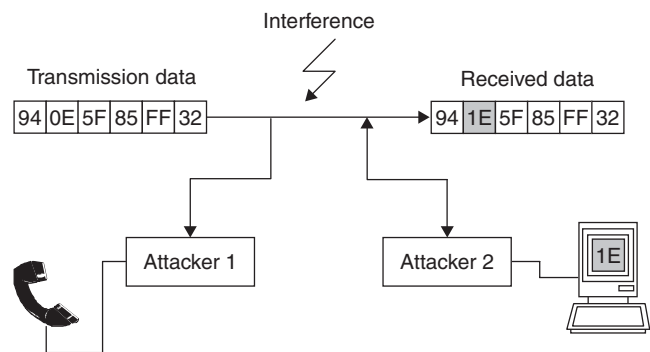 Interference
Transmission data
Received data
94 0E 5F 85 FF 32
94 1E 5F 85 FF 32
Attacker 1
Attacker 2
1E